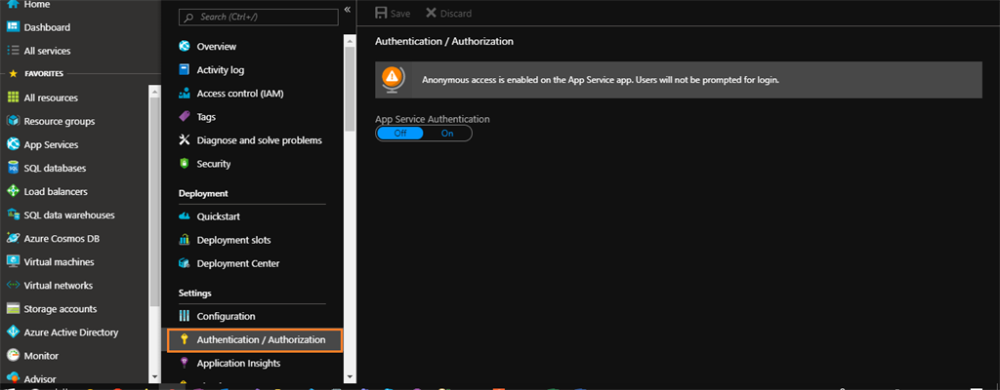 Home
Dashboard
All services
FAVORITES
All resources
Resource groups
App Services
SQL databases
Load balancers
SQL data warehouses
Azure Cosmos DB
Virtual machines
Virtual networks
Storage accounts
Azure Active Directory
Monitor
Advisor
Search (Ctrl+/)
«
Overview
Activity log
Access control (IAM)
Tags
Diagnose and solve problems
Security
Deployment
Quickstart
Deployment slots
Deployment Center
Settings
Configuration
Authentication / Authorization
Application Insights
Save Discard
Authentication / Authorization
Anonymous access is enabled on the App Service app. Users will not be prompted for login.
App Service Authentication
Off On